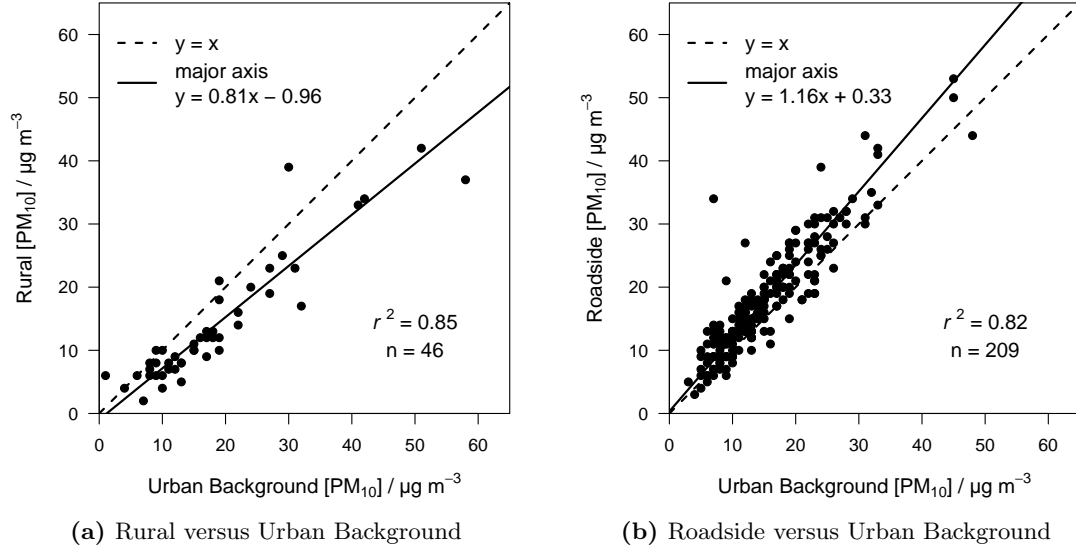 60
50
40
30
20
10
0
Rural [PM₁₀] / µg m⁻³
y = x
major axis
y = 0.81x − 0.96
r² = 0.85
n = 46
0 10 20 30 40 50 60
Urban Background [PM₁₀] / µg m⁻³
(a) Rural versus Urban Background
60
50
40
30
20
10
0
Roadside [PM₁₀] / µg m⁻³
y = x
major axis
y = 1.16x + 0.33
r² = 0.82
n = 209
0 10 20 30 40 50 60
Urban Background [PM₁₀] / µg m⁻³
(b) Roadside versus Urban Background